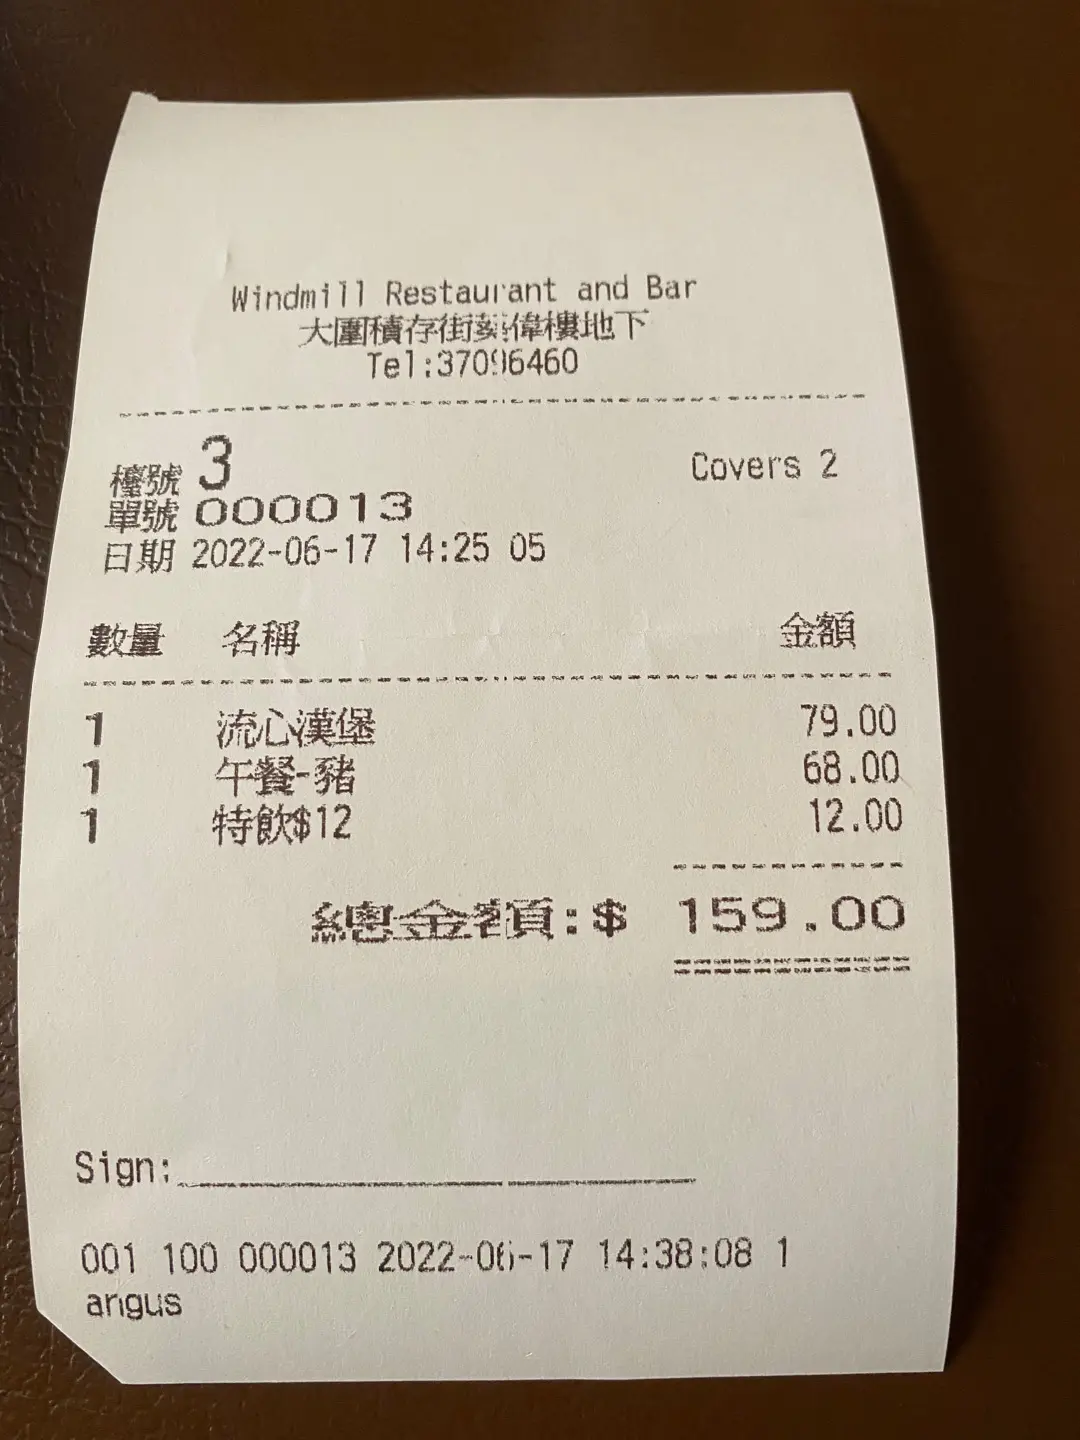 Windmill Restaurant and Bar
大圍積存街葵偉樓地下
Tel:37096460
檯號 3
Covers 2
單號 000013
日期 2022-06-17 14:25 05
數量 名稱 金額
1 流心漢堡 79.00
1 午餐-豬 68.00
1 特飲$12 12.00
總金額:$ 159.00
Sign:
001 100 000013 2022-06-17 14:38:08 1
angus